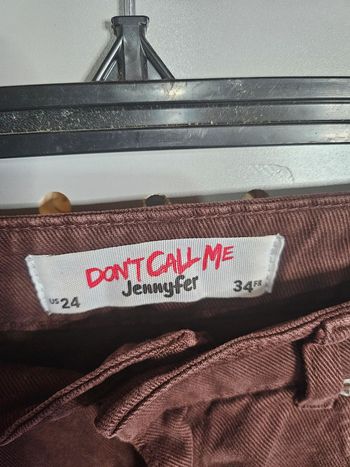 DON'T CALL ME
Jennyfer
US 24
34 FR